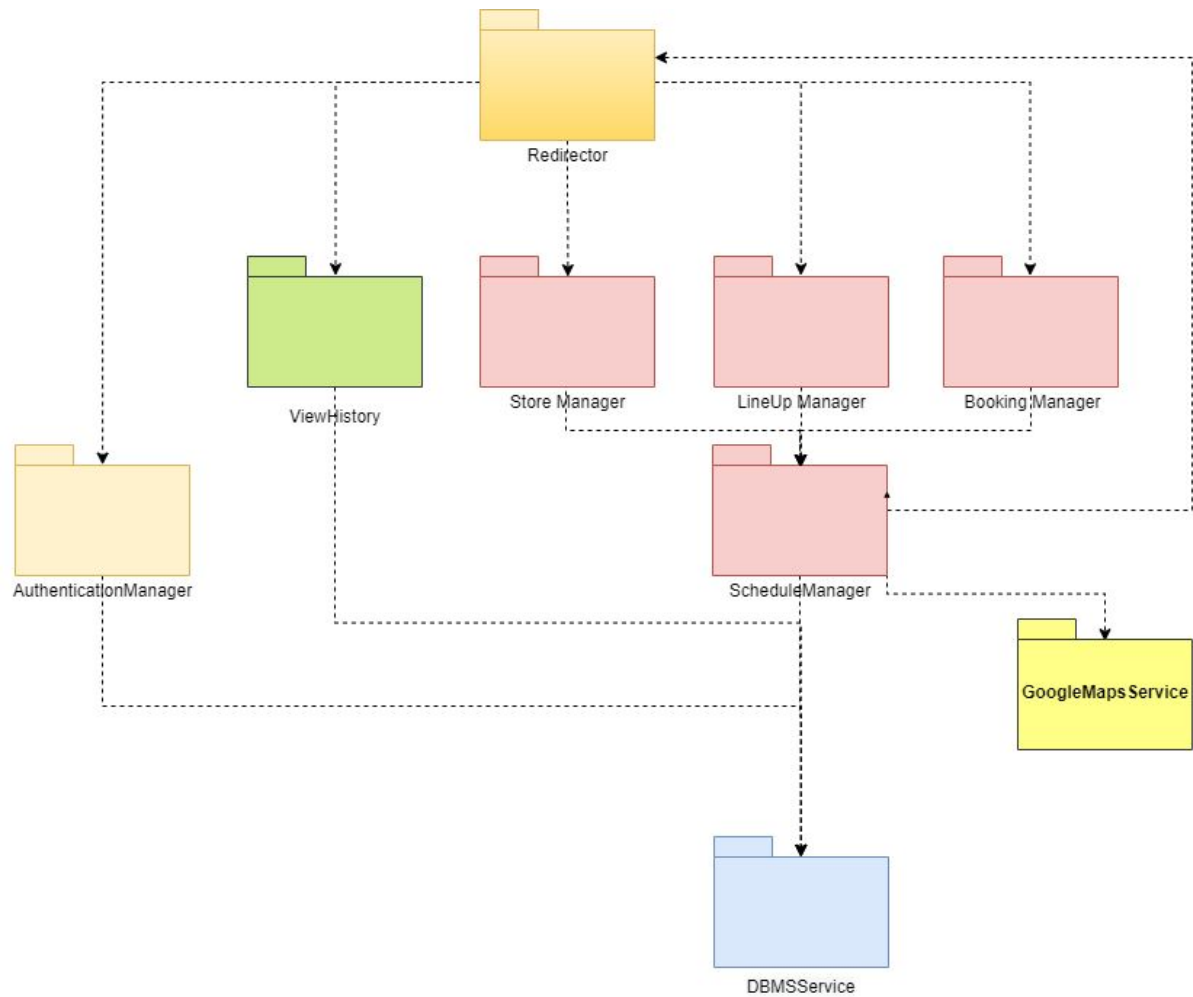 Redirector
ViewHistory
Store Manager
LineUp Manager
Booking Manager
AuthenticationManager
ScheduleManager
GoogleMapsService
DBMSService